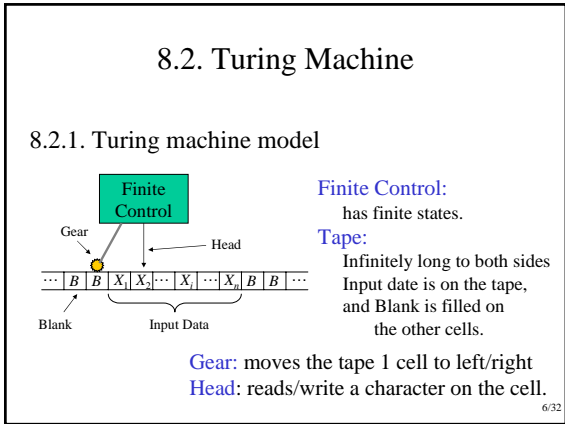 8.2. Turing Machine
8.2.1. Turing machine model
Finite
Control
Gear
Head
⋯ B B X₁ X₂ ⋯ Xᵢ ⋯ Xₙ B B ⋯
Blank
Input Data
Finite Control:
has finite states.
Tape:
Infinitely long to both sides
Input date is on the tape,
and Blank is filled on
the other cells.
Gear: moves the tape 1 cell to left/right
Head: reads/write a character on the cell.
6/32